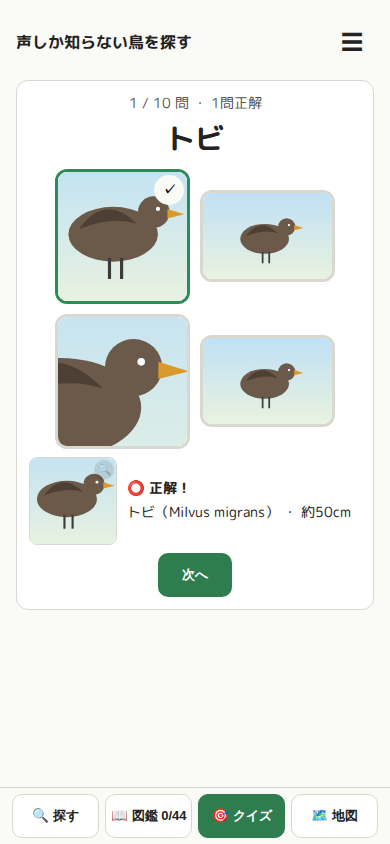 声しか知らない鳥を探す
☰
1 / 10 問 · 1問正解
トビ
✓
⭕ 正解！
トビ（Milvus migrans） · 約50cm
次へ
🔍 探す
📖 図鑑 0/44
🎯 クイズ
🗺️ 地図